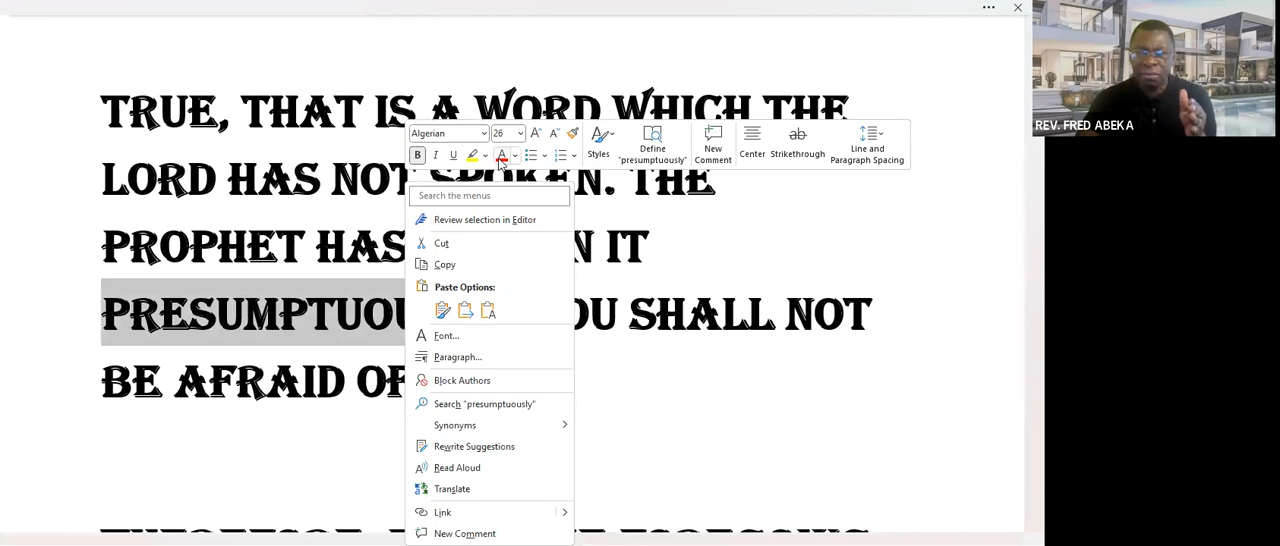 TRUE, THAT IS A WORD WHICH THE
LORD HAS NOT SPOKEN. THE
PROPHET HAS N IT
PRESUMPTUOU OU SHALL NOT
BE AFRAID OF
Algerian 26
B I U
Styles
Define "presumptuously"
New Comment
Center
Strikethrough
Line and Paragraph Spacing
Search the menus
Review selection in Editor
Cut
Copy
Paste Options:
Font...
Paragraph...
Block Authors
Search "presumptuously"
Synonyms
Rewrite Suggestions
Read Aloud
Translate
Link
New Comment
REV. FRED ABEKA